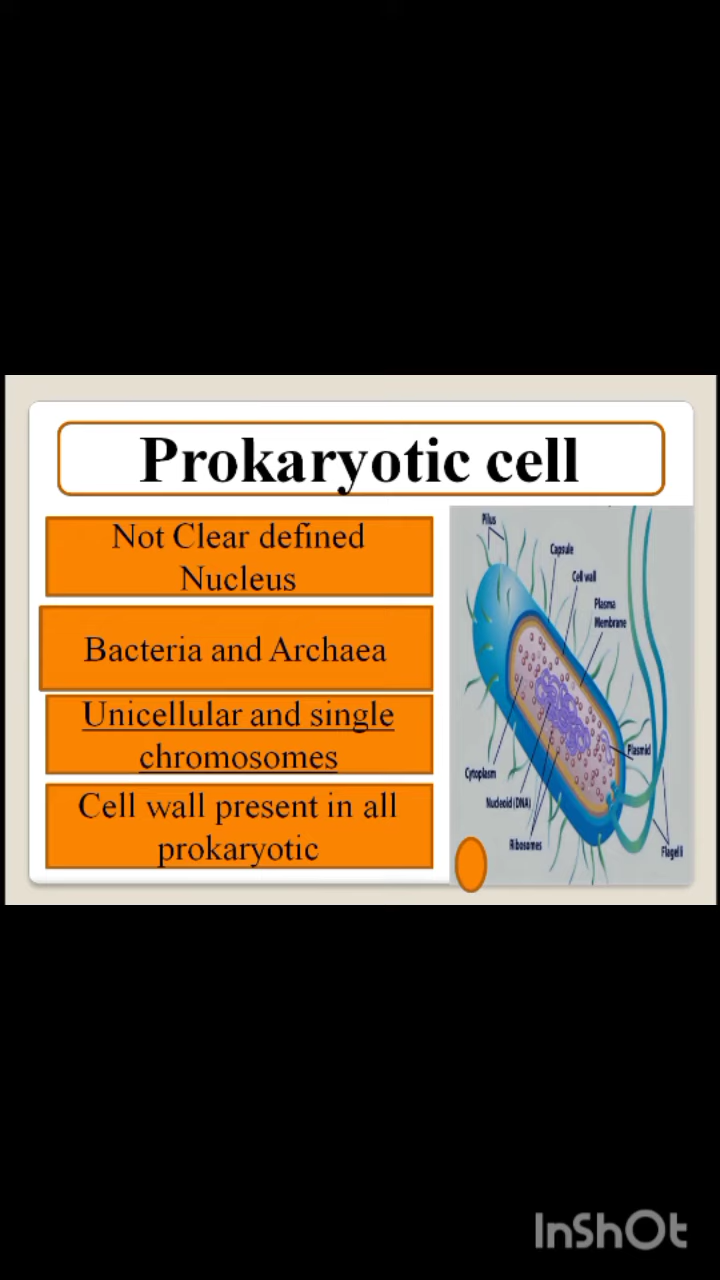 Prokaryotic cell
Not Clear defined
Nucleus
Bacteria and Archaea
Unicellular and single
chromosomes
Cell wall present in all
prokaryotic
Pilus
Capsule
Cell wall
Plasma
Membrane
Plasmid
Cytoplasm
Nucleoid (DNA)
Ribosomes
Flagelli
InShOt